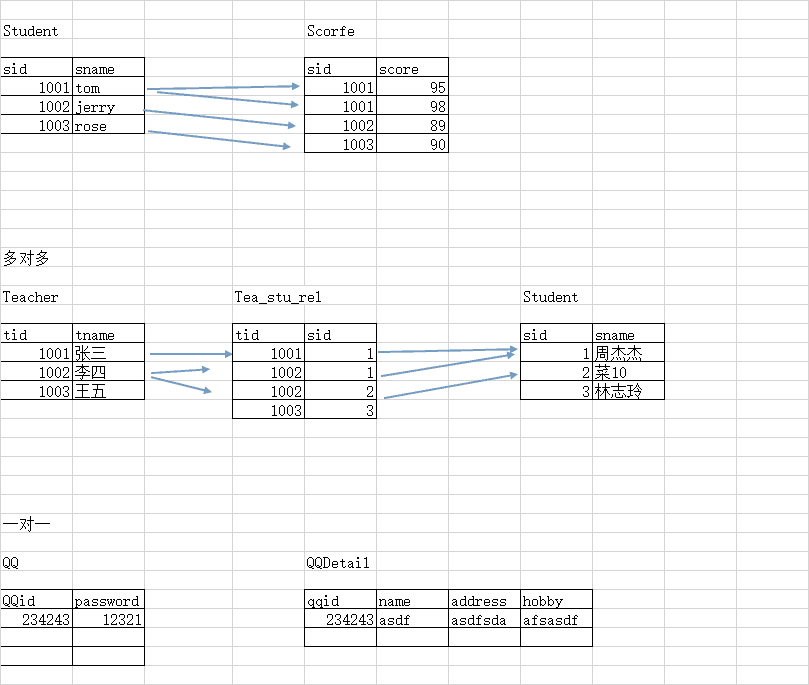 Student Scorfe
sid sname sid score
1001 tom 1001 95
1002 jerry 1001 98
1003 rose 1002 89
1003 90
多对多
Teacher Tea_stu_rel Student
tid tname tid sid sid sname
1001 张三 1001 1 1 周杰杰
1002 李四 1002 1 2 菜10
1003 王五 1002 2 3 林志玲
1003 3
一对一
QQ QQDetail
QQid password qqid name address hobby
234243 12321 234243 asdf asdfsda afsasdf